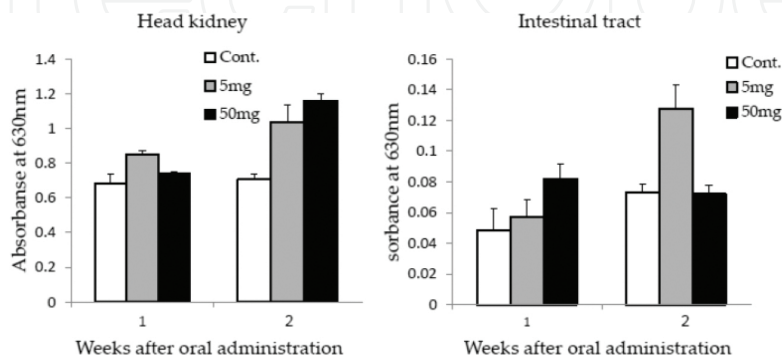 Head kidney
Absorbanse at 630nm
1.4
1.2
1
0.8
0.6
0.4
0.2
0
Cont.
5mg
50mg
1 2
Weeks after oral administration
Intestinal tract
sorbance at 630nm
0.16
0.14
0.12
0.1
0.08
0.06
0.04
0.02
0
Cont.
5mg
50mg
1 2
Weeks after oral administration